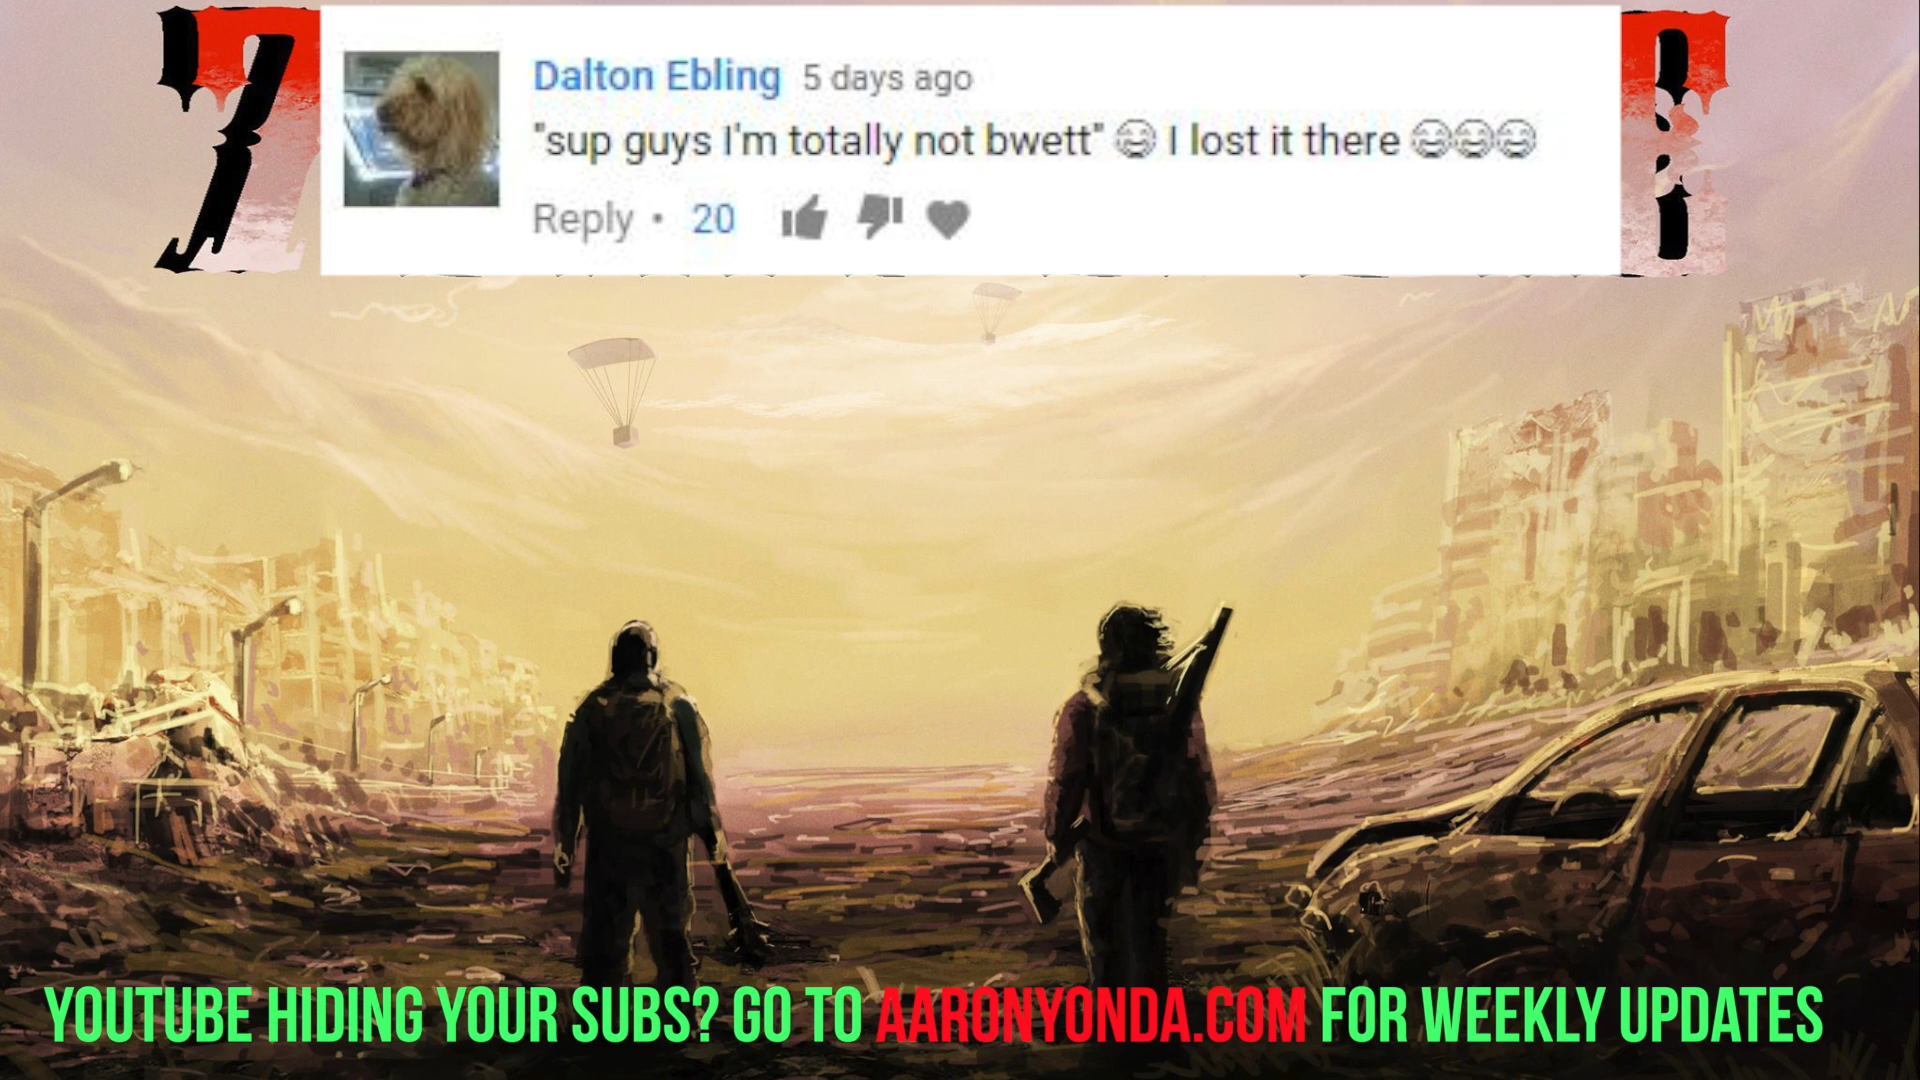 Dalton Ebling 5 days ago
"sup guys I'm totally not bwett" 😂 I lost it there 😂😂😂
Reply • 20
YOUTUBE HIDING YOUR SUBS? GO TO AARONYONDA.COM FOR WEEKLY UPDATES